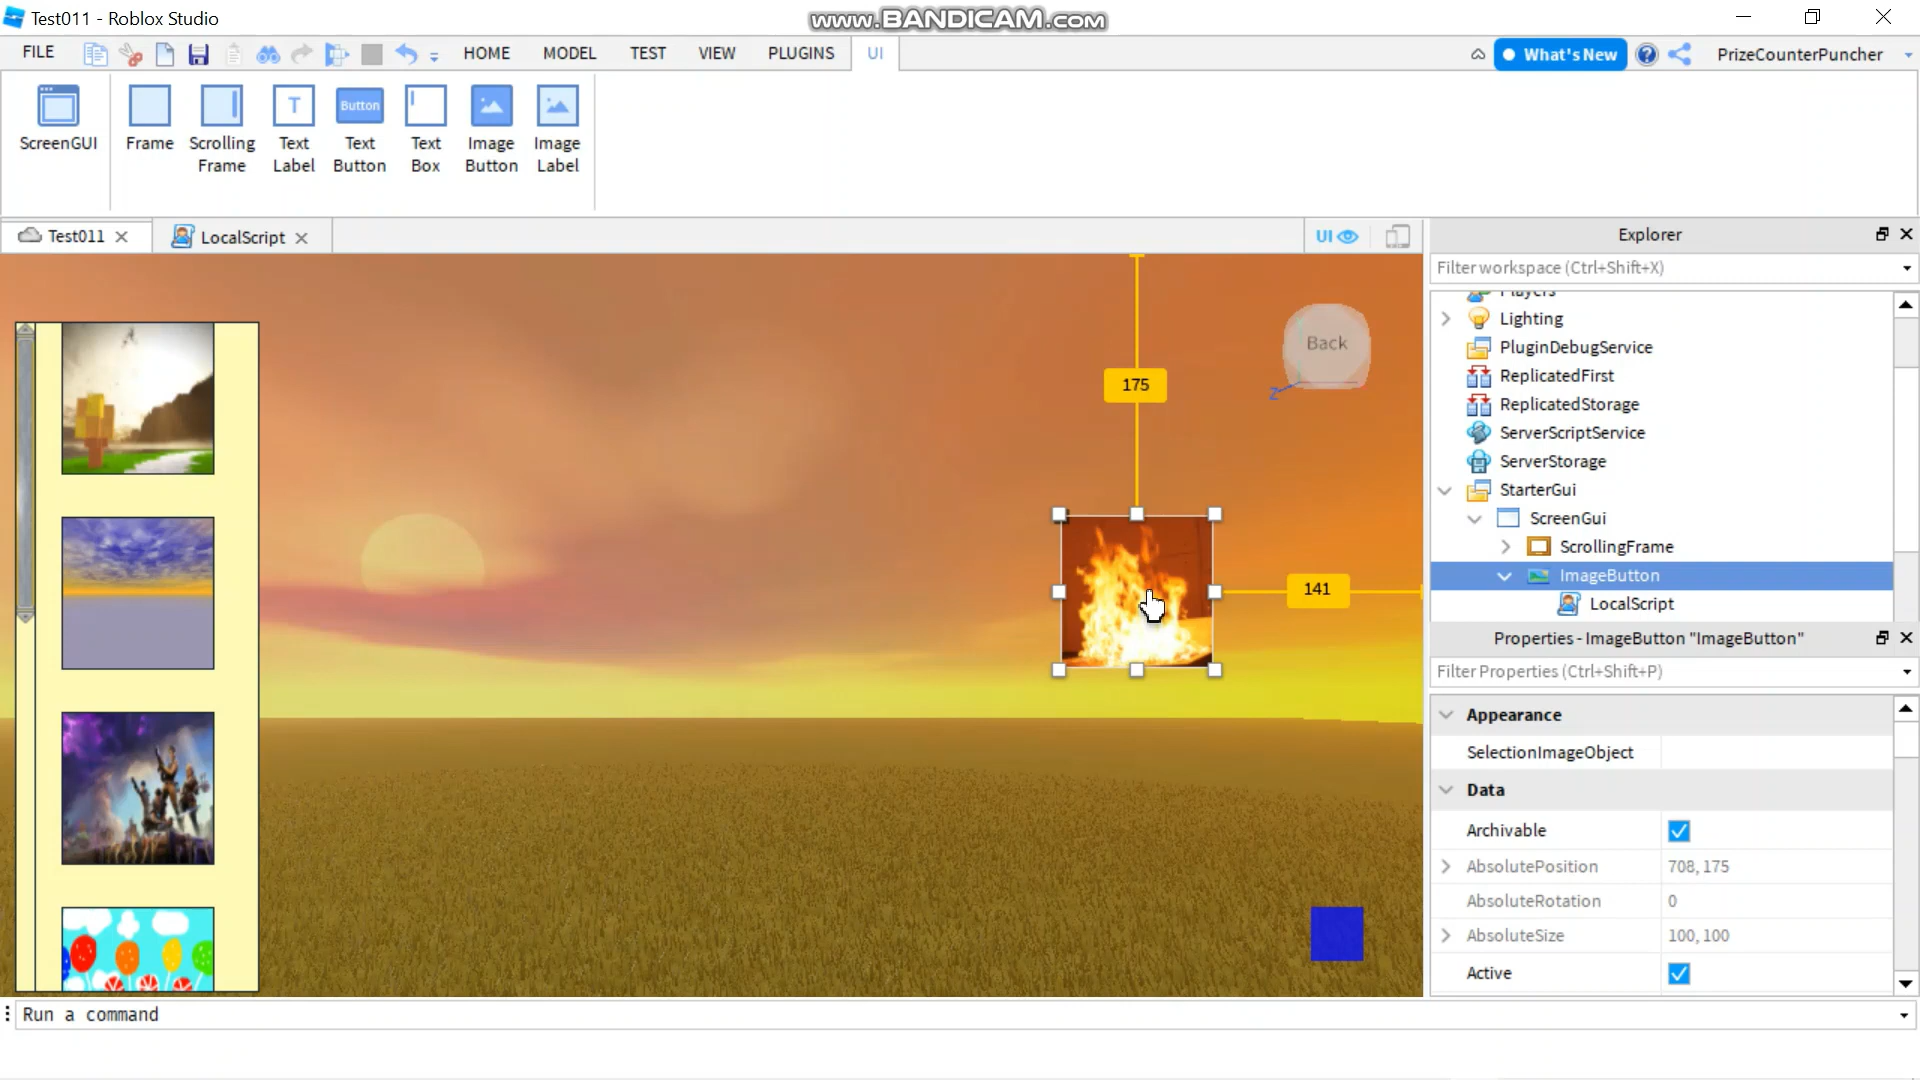 Test011 - Roblox Studio
www.BANDICAM.com
FILE
HOME
MODEL
TEST
VIEW
PLUGINS
UI
What's New
PrizeCounterPuncher
ScreenGUI
Frame
Scrolling
Frame
Text
Label
Button
Text
Button
Text
Box
Image
Button
Image
Label
Test011
LocalScript
UI
Explorer
Filter workspace (Ctrl+Shift+X)
Players
Lighting
PluginDebugService
ReplicatedFirst
ReplicatedStorage
ServerScriptService
ServerStorage
StarterGui
ScreenGui
ScrollingFrame
ImageButton
LocalScript
175
Back
Z
141
Properties - ImageButton "ImageButton"
Filter Properties (Ctrl+Shift+P)
Appearance
SelectionImageObject
Data
Archivable
AbsolutePosition 708, 175
AbsoluteRotation 0
AbsoluteSize 100, 100
Active
Run a command